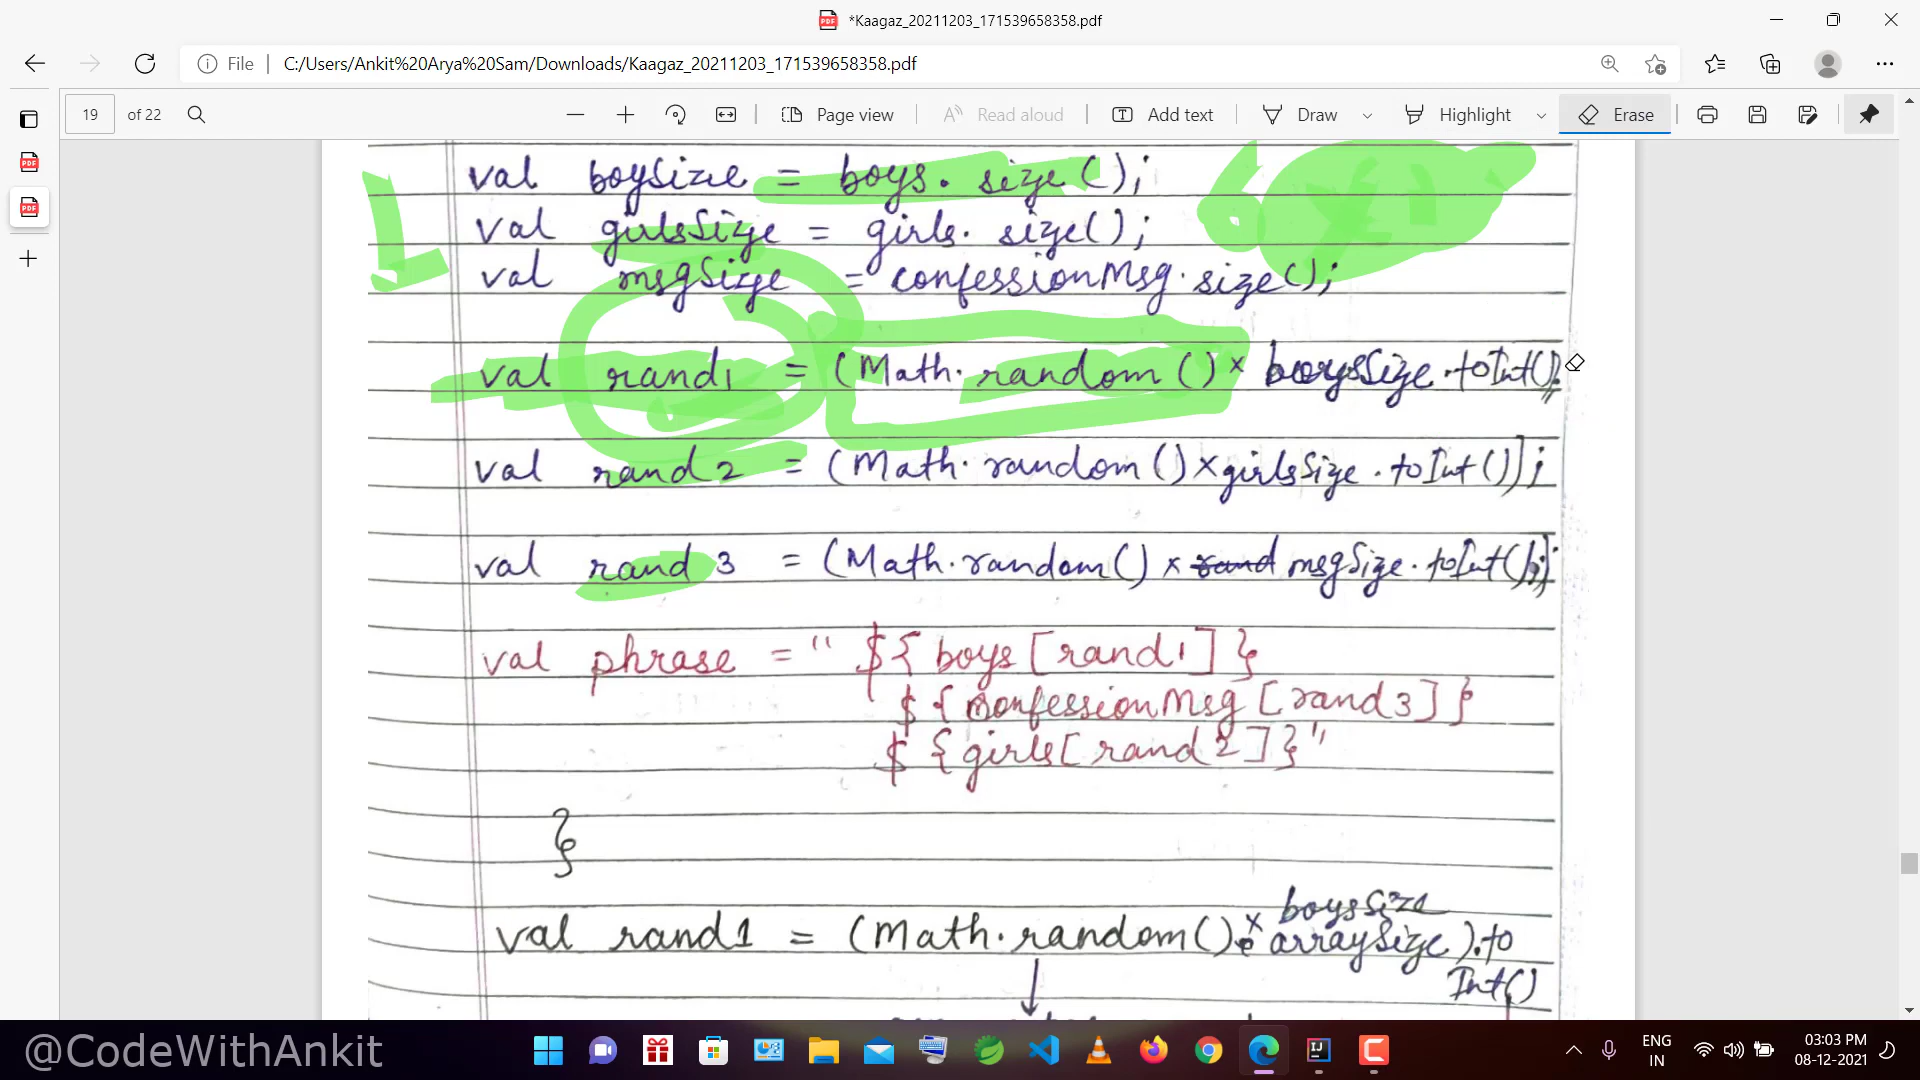 *Kaagaz_20211203_171539658358.pdf
File C:/Users/Ankit%20Arya%20Sam/Downloads/Kaagaz_20211203_171539658358.pdf
19 of 22 Page view Read aloud Add text Draw Highlight Erase
val boysize = boys. size();
val girlsSize = girls. size();
val msgSize = confessionMsg.size();
val rand1 = (Math.random() x boysSize.toInt();
val rand2 = (Math.random() x girlsSize.toInt());
val rand 3 = (Math.random() x rand msgSize.toInt());
val phrase = "${boys[rand1]}
${confessionMsg[rand3]}
${girls[rand2]}"
}
boysSize
val rand1 = (Math.random() x arraySize).to
Int()
@CodeWithAnkit
ENG
IN
03:03 PM
08-12-2021